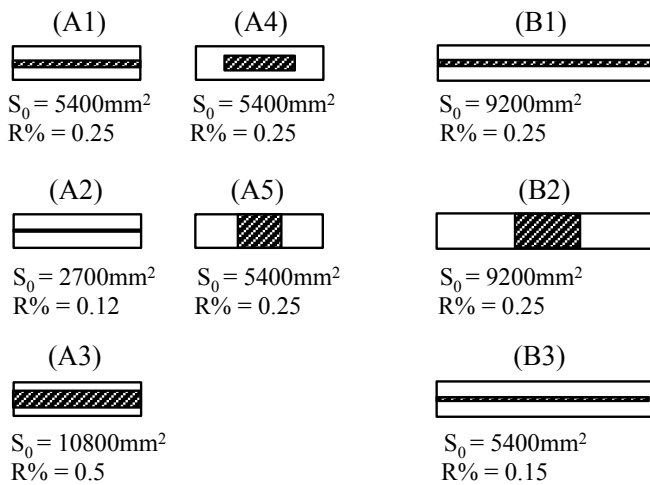 (A1)
S₀ = 5400mm²
R% = 0.25
(A4)
S₀ = 5400mm²
R% = 0.25
(B1)
S₀ = 9200mm²
R% = 0.25
(A2)
S₀ = 2700mm²
R% = 0.12
(A5)
S₀ = 5400mm²
R% = 0.25
(B2)
S₀ = 9200mm²
R% = 0.25
(A3)
S₀ = 10800mm²
R% = 0.5
(B3)
S₀ = 5400mm²
R% = 0.15